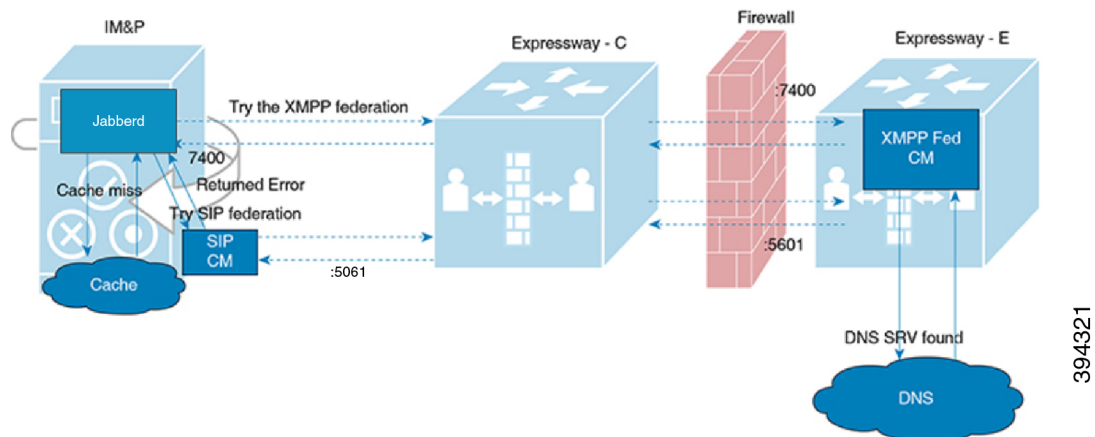 IM&P
Expressway - C
Firewall
Expressway - E
Jabberd
Try the XMPP federation
:7400
XMPP Fed
CM
7400
Cache miss
Returned Error
Try SIP federation
SIP
CM
:5061
:5601
Cache
DNS SRV found
DNS
394321